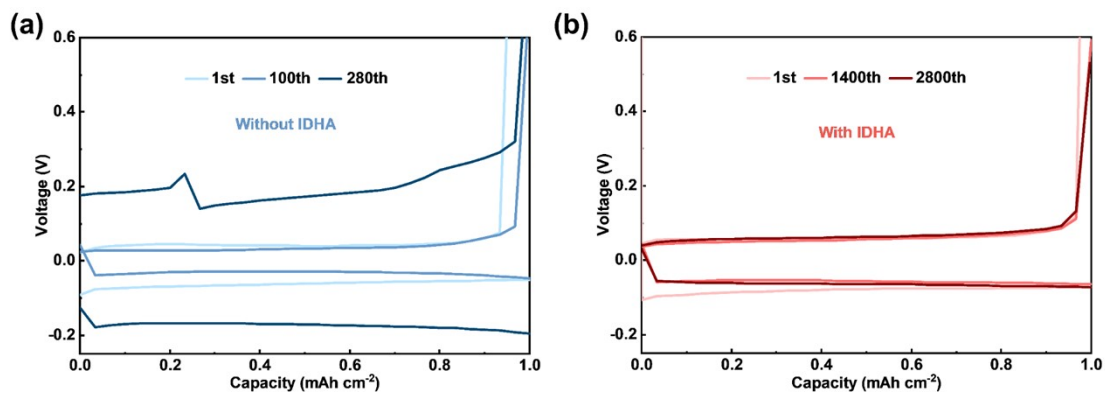 (a)
0.6
0.4
0.2
0.0
-0.2
Voltage (V)
1st 100th 280th
Without IDHA
0.0 0.2 0.4 0.6 0.8 1.0
Capacity (mAh cm⁻²)
(b)
0.6
0.4
0.2
0.0
-0.2
Voltage (V)
1st 1400th 2800th
With IDHA
0.0 0.2 0.4 0.6 0.8 1.0
Capacity (mAh cm⁻²)